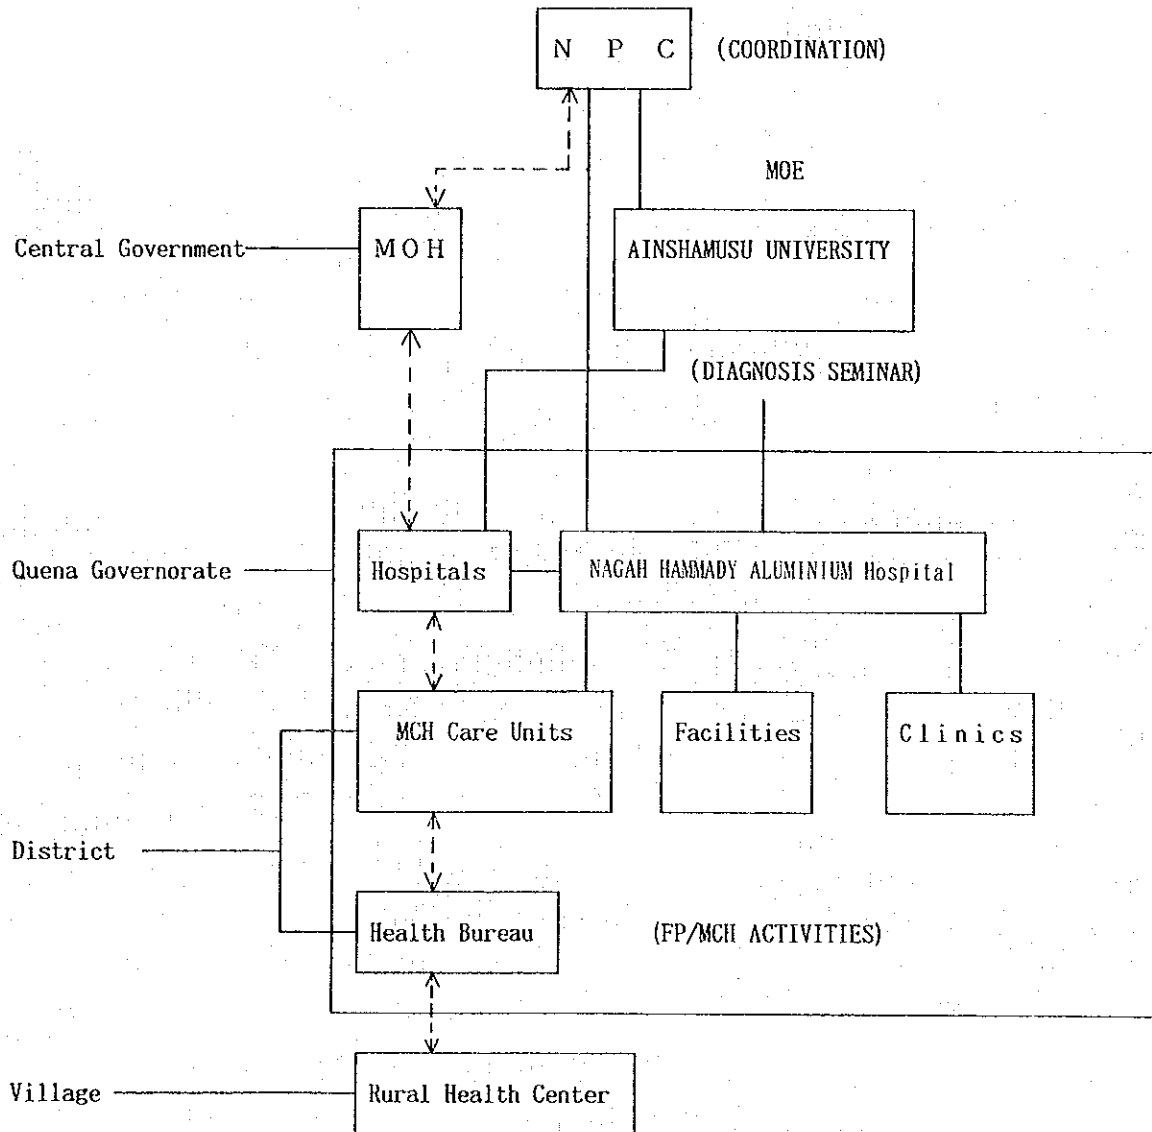 N P C (COORDINATION)
MOE
Central Government MOH AINSHAMUSU UNIVERSITY
(DIAGNOSIS SEMINAR)
Quena Governorate Hospitals NAGAH HAMMADY ALUMINIUM Hospital
MCH Care Units Facilities Clinics
District
Health Bureau (FP/MCH ACTIVITIES)
Village Rural Health Center